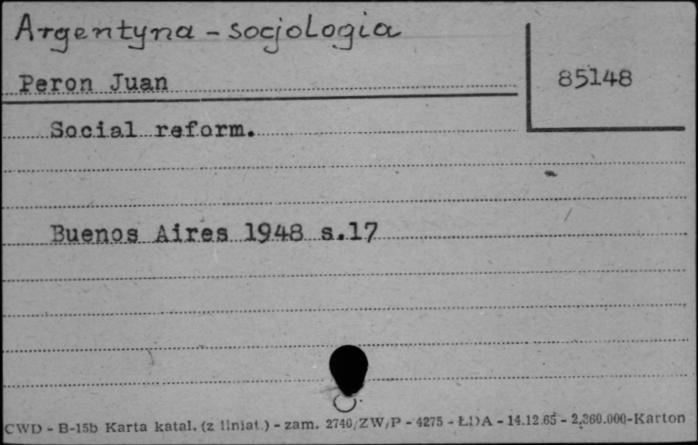 Argentyna - socjologia
Peron Juan
85148
Social reform.
Buenos Aires 1948 s.17
CWD - B-15b Karta katal. (z liniat.) - zam. 2740/ZW/P - 4275 - ŁDA - 14.12.65 - 2,360.000-Karton